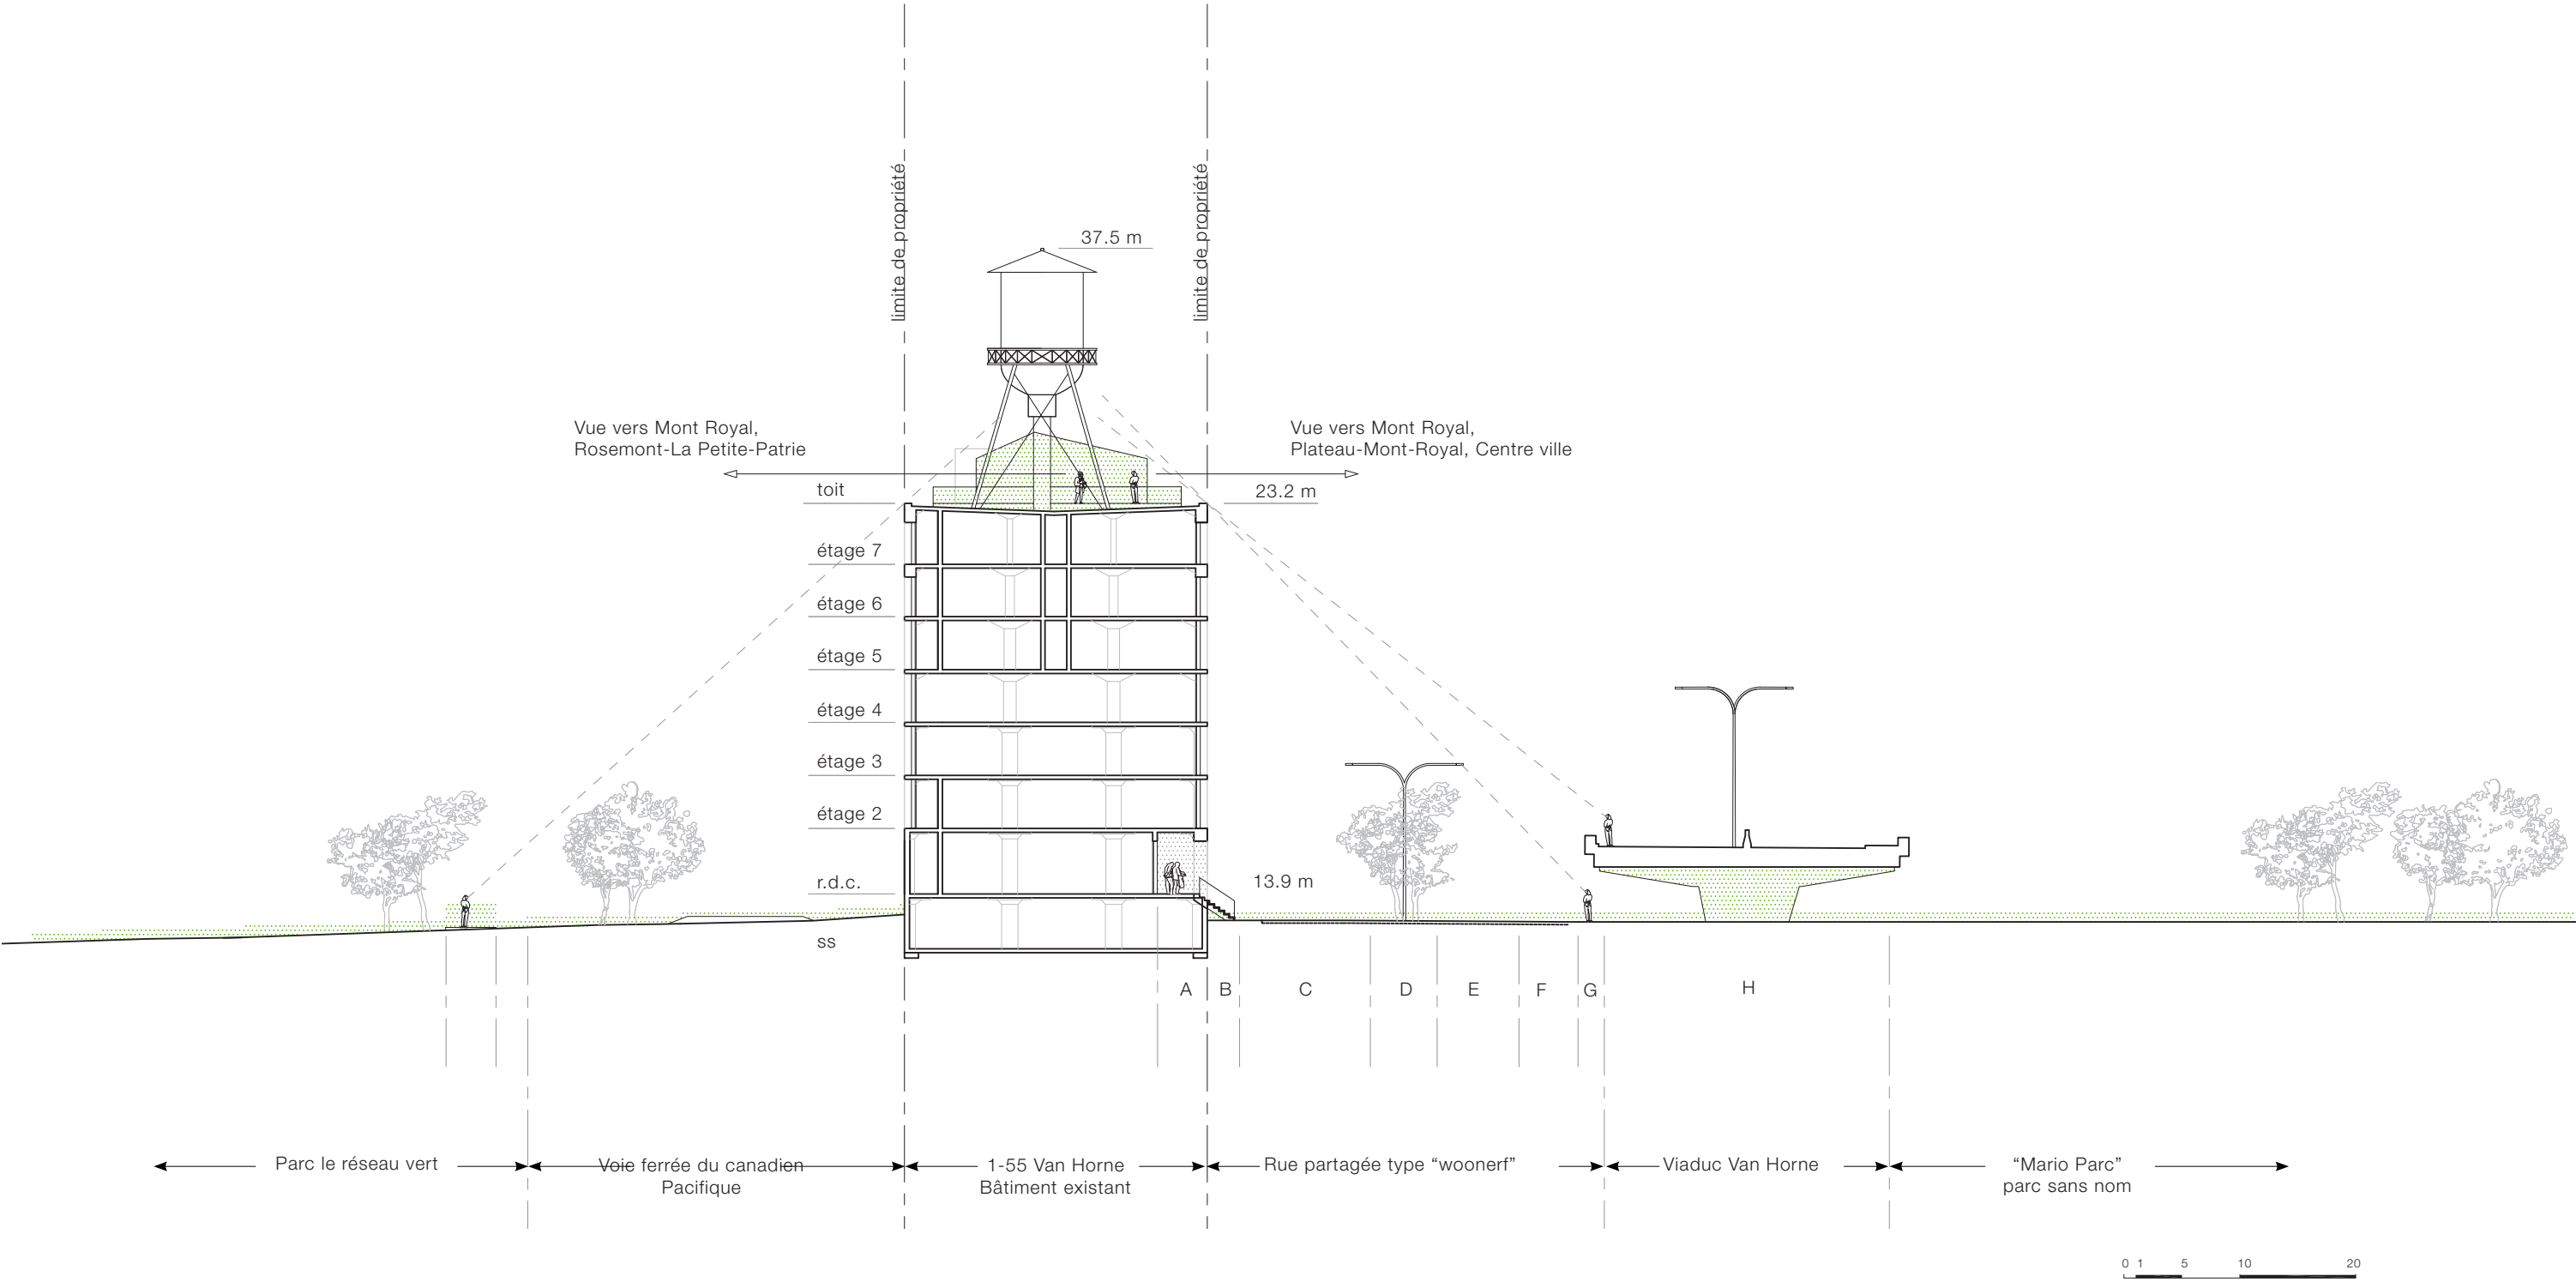 limite de propriété
limite de propriété
37.5 m
Vue vers Mont Royal,
Rosemont-La Petite-Patrie
Vue vers Mont Royal,
Plateau-Mont-Royal, Centre ville
toit
23.2 m
étage 7
étage 6
étage 5
étage 4
étage 3
étage 2
r.d.c.
13.9 m
ss
A B C D E F G H
Parc le réseau vert
Voie ferrée du canadien
Pacifique
1-55 Van Horne
Bâtiment existant
Rue partagée type “woonerf”
Viaduc Van Horne
“Mario Parc”
parc sans nom
0 1 5 10 20